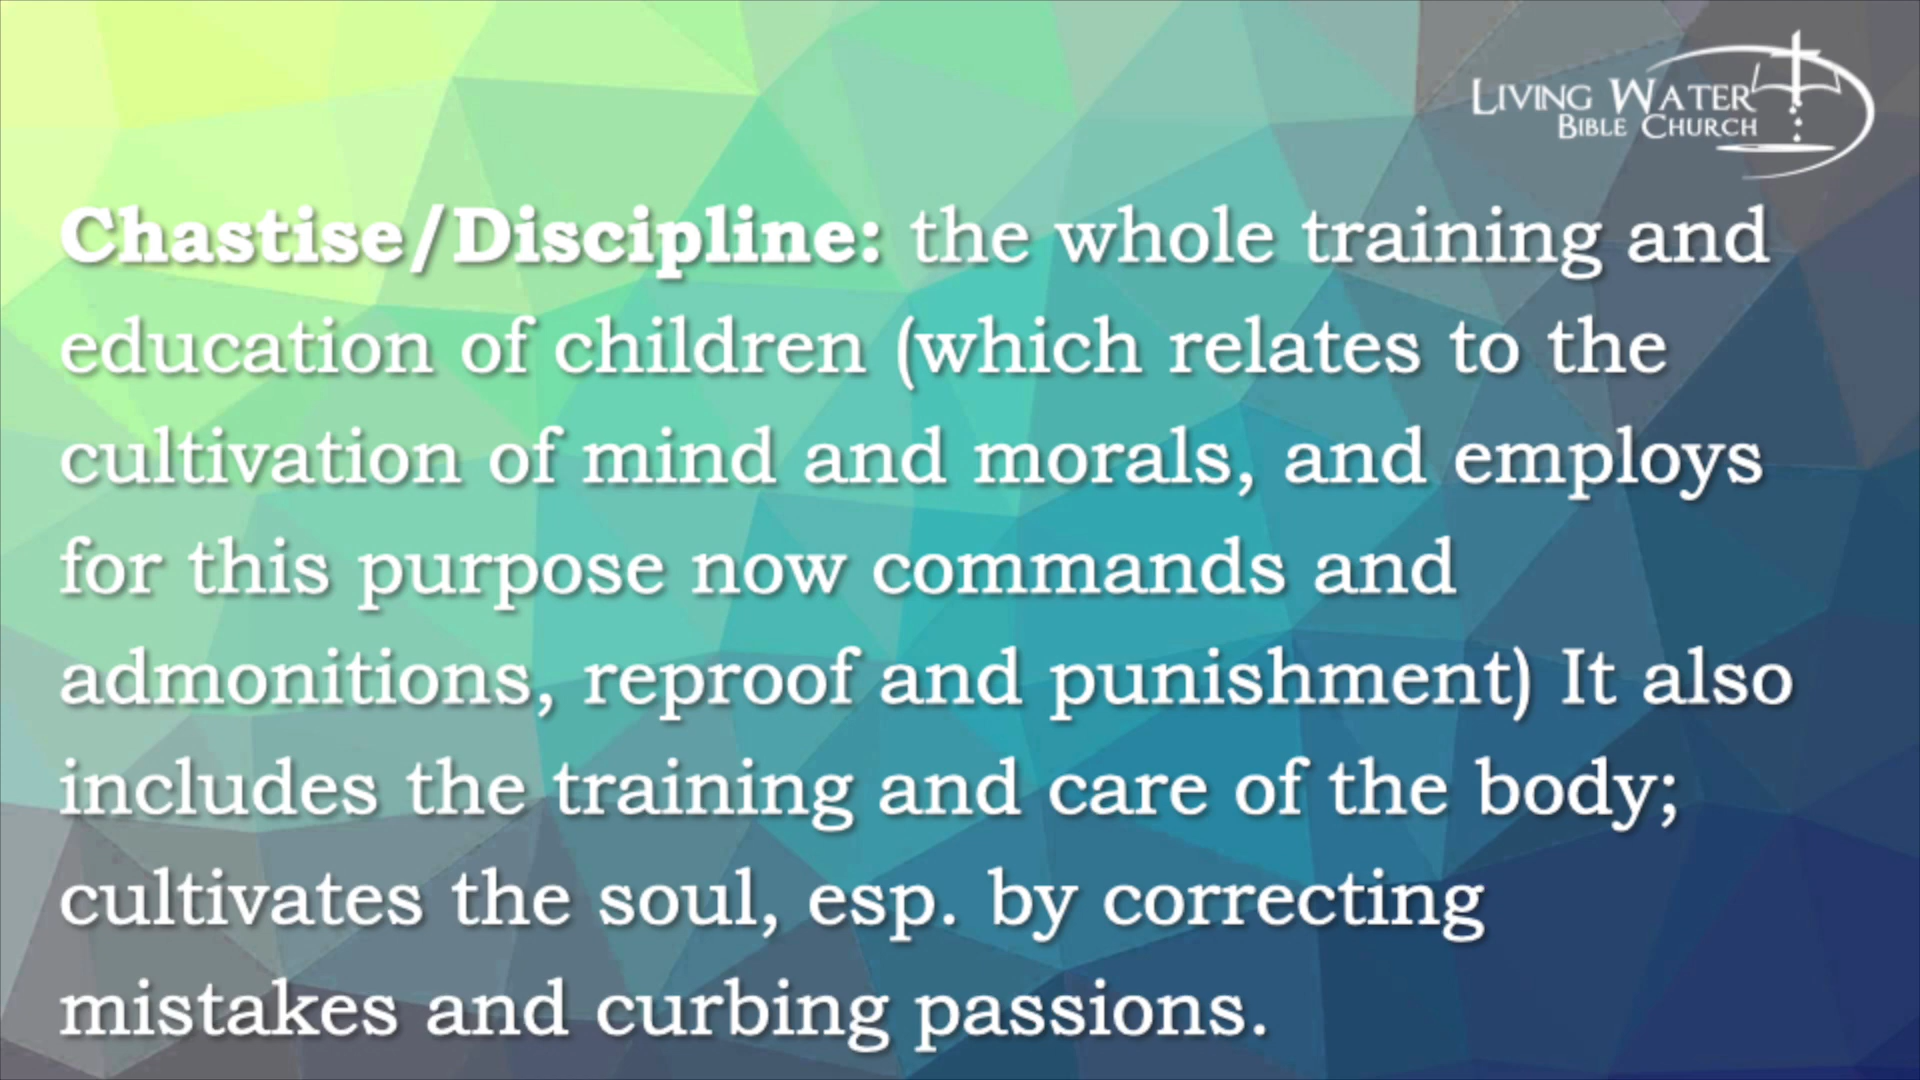 Living Water
Bible Church
Chastise/Discipline: the whole training and
education of children (which relates to the
cultivation of mind and morals, and employs
for this purpose now commands and
admonitions, reproof and punishment) It also
includes the training and care of the body;
cultivates the soul, esp. by correcting
mistakes and curbing passions.